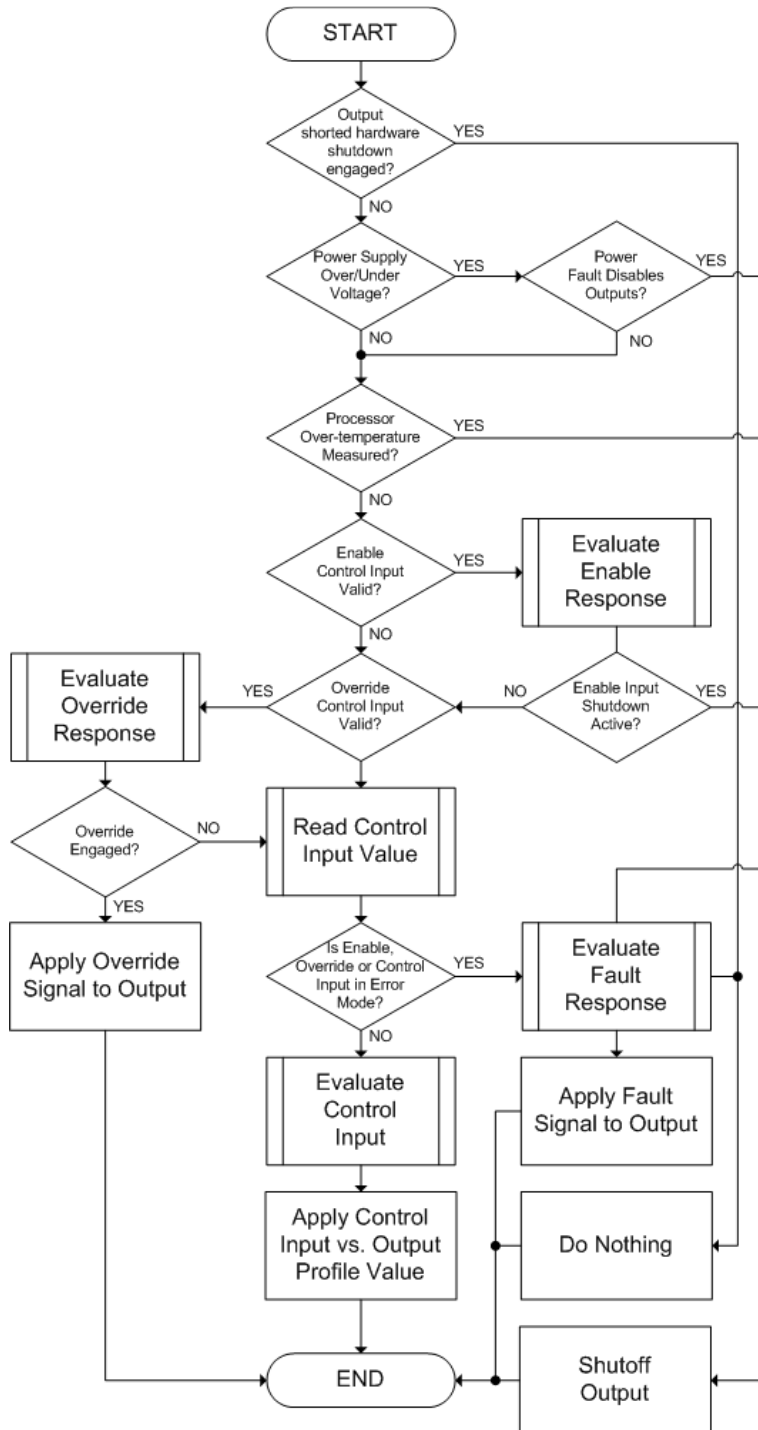 START
Output
shorted hardware
shutdown
engaged?
YES
NO
Power Supply
Over/Under
Voltage?
YES
Power
Fault Disables
Outputs?
YES
NO
NO
Processor
Over-temperature
Measured?
YES
NO
Enable
Control Input
Valid?
YES
Evaluate
Enable
Response
NO
Evaluate
Override
Response
YES
Override
Control Input
Valid?
NO
Enable Input
Shutdown
Active?
YES
Override
Engaged?
NO
Read Control
Input Value
YES
Apply Override
Signal to Output
Is Enable,
Override or Control
Input in Error
Mode?
YES
Evaluate
Fault
Response
NO
Evaluate
Control
Input
Apply Fault
Signal to Output
Apply Control
Input vs. Output
Profile Value
Do Nothing
END
Shutoff
Output